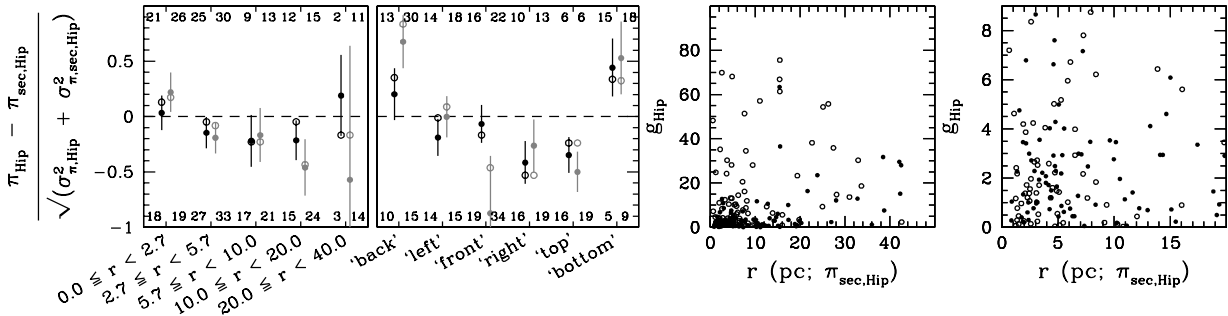 π_Hip − π_sec,Hip
√(σ²_π,Hip + σ²_π,sec,Hip)
0.5
0
−0.5
−1
21 26 25 30 9 13 12 15 2 11
18 19 27 33 17 21 15 24 3 14
0.0 ≦ r < 2.7
2.7 ≦ r < 5.7
5.7 ≦ r < 10.0
10.0 ≦ r < 20.0
20.0 ≦ r < 40.0
13 30 14 18 16 22 10 13 6 6 15 18
10 15 14 15 19 34 16 19 16 19 5 9
'back'
'left'
'front'
'right'
'top'
'bottom'
g_Hip
80
60
40
20
0
0 10 20 30 40
r (pc; π_sec,Hip)
g_Hip
8
6
4
2
0
0 5 10 15
r (pc; π_sec,Hip)